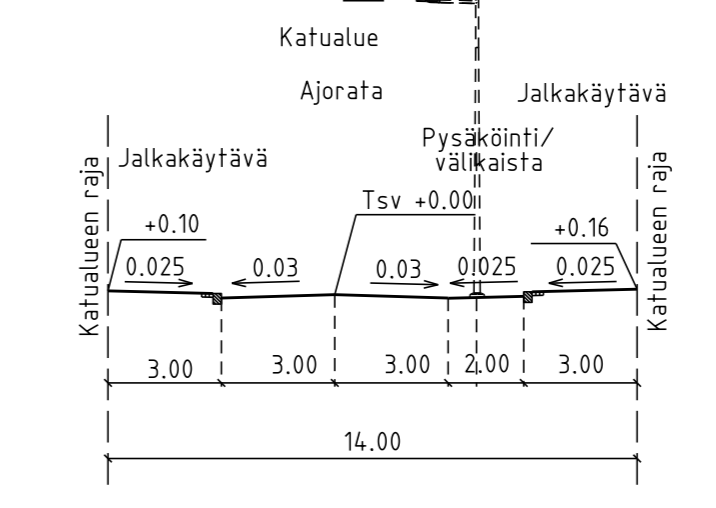 Katualue
Ajorata
Jalkakäytävä
Pysäköinti/
välikaista
Jalkakäytävä
Katualueen raja
Katualueen raja
Tsv +0.00
+0.10
+0.16
0.025
0.03
0.03
0.025
0.025
3.00
3.00
3.00
2.00
3.00
14.00